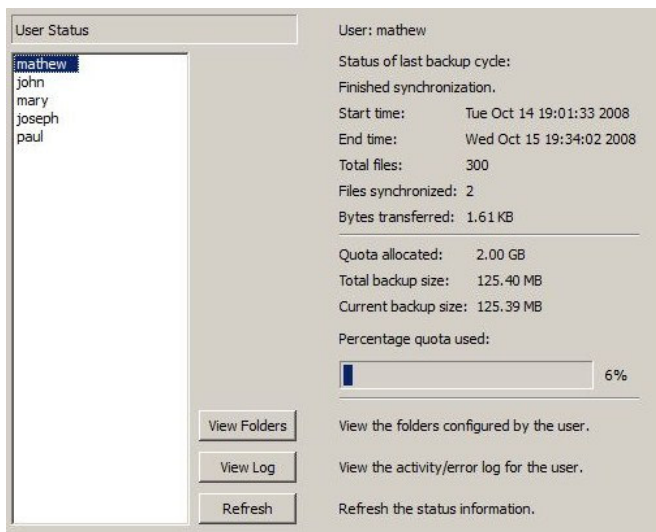 User Status
mathew
john
mary
joseph
paul
View Folders
View Log
Refresh
User: mathew
Status of last backup cycle:
Finished synchronization.
Start time: Tue Oct 14 19:01:33 2008
End time: Wed Oct 15 19:34:02 2008
Total files: 300
Files synchronized: 2
Bytes transferred: 1.61 KB
Quota allocated: 2.00 GB
Total backup size: 125.40 MB
Current backup size: 125.39 MB
Percentage quota used:
6%
View the folders configured by the user.
View the activity/error log for the user.
Refresh the status information.